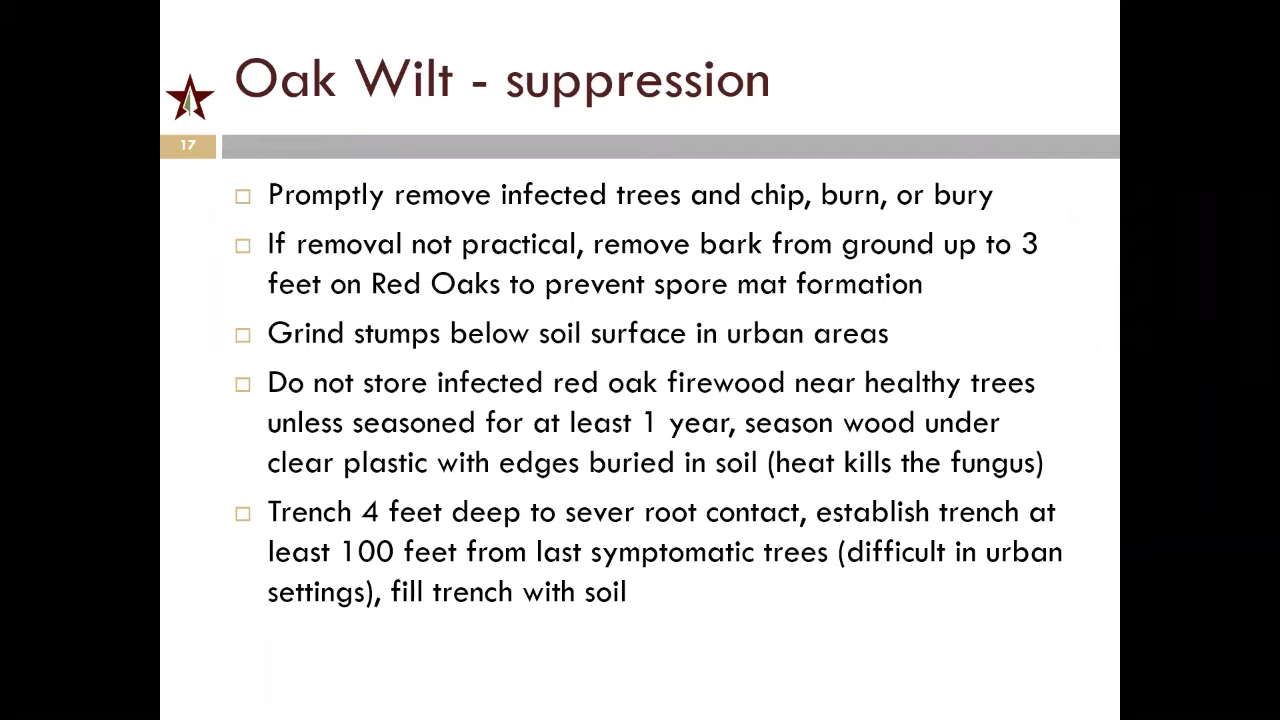 Oak Wilt - suppression
17
Promptly remove infected trees and chip, burn, or bury
If removal not practical, remove bark from ground up to 3
feet on Red Oaks to prevent spore mat formation
Grind stumps below soil surface in urban areas
Do not store infected red oak firewood near healthy trees
unless seasoned for at least 1 year, season wood under
clear plastic with edges buried in soil (heat kills the fungus)
Trench 4 feet deep to sever root contact, establish trench at
least 100 feet from last symptomatic trees (difficult in urban
settings), fill trench with soil